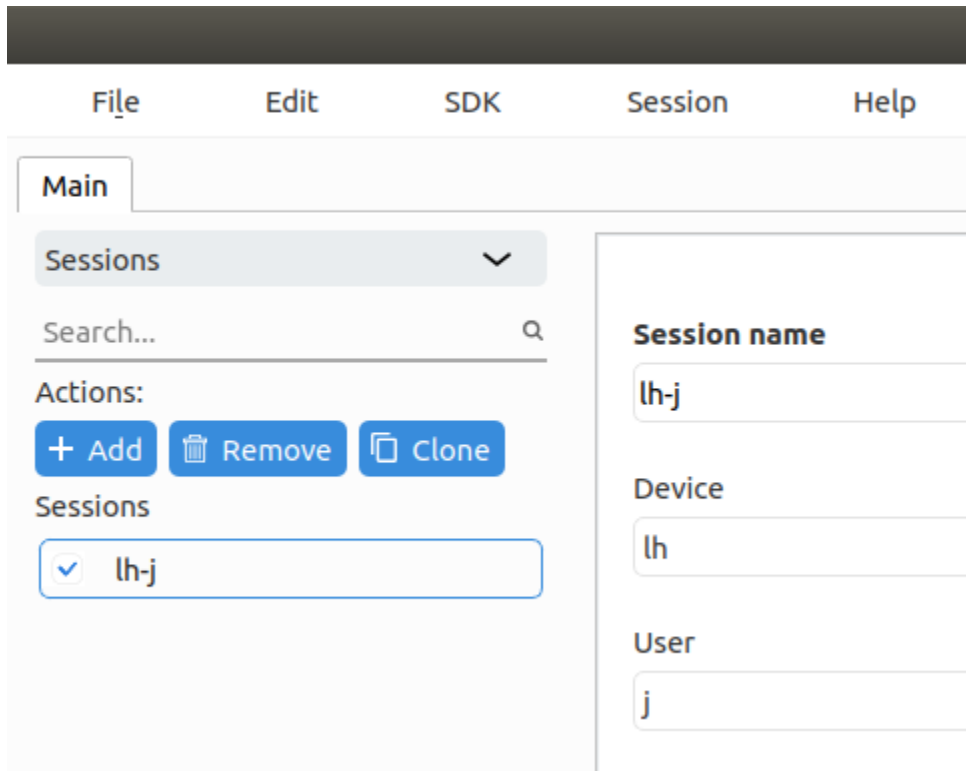 File Edit SDK Session Help
Main
Sessions
Search...
Actions:
+ Add Remove Clone
Sessions
lh-j
Session name
lh-j
Device
lh
User
j